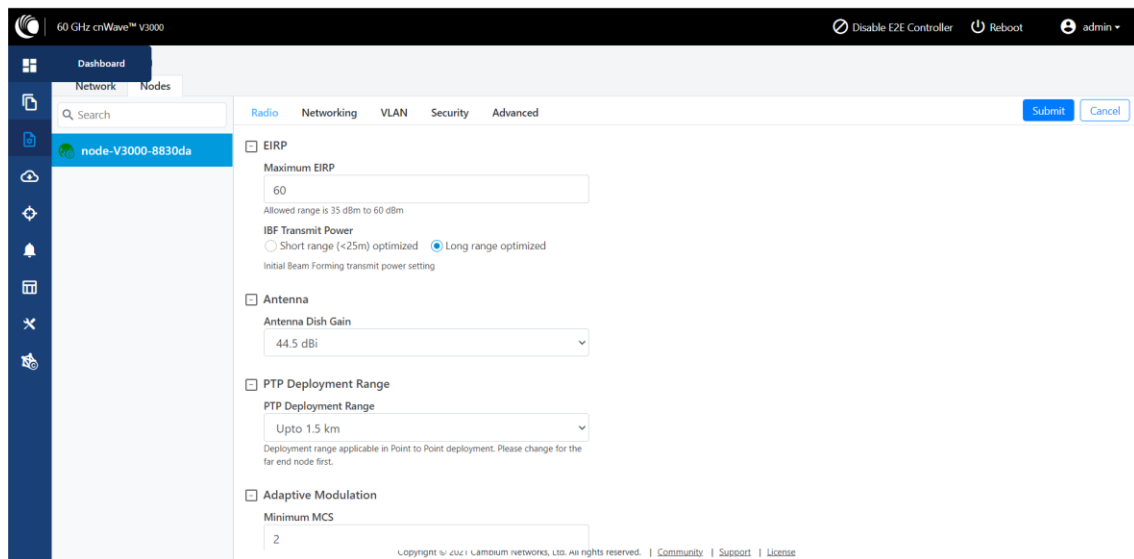 60 GHz cnWave™ V3000
Disable E2E Controller
Reboot
admin
Dashboard
Network
Nodes
Search
node-V3000-8830da
Radio
Networking
VLAN
Security
Advanced
Submit
Cancel
EIRP
Maximum EIRP
60
Allowed range is 35 dBm to 60 dBm
IBF Transmit Power
Short range (<25m) optimized
Long range optimized
Initial Beam Forming transmit power setting
Antenna
Antenna Dish Gain
44.5 dBi
PTP Deployment Range
PTP Deployment Range
Upto 1.5 km
Deployment range applicable in Point to Point deployment. Please change for the
far end node first.
Adaptive Modulation
Minimum MCS
2
Copyright © 2021 Cambium Networks, Ltd. All rights reserved. | Community | Support | License